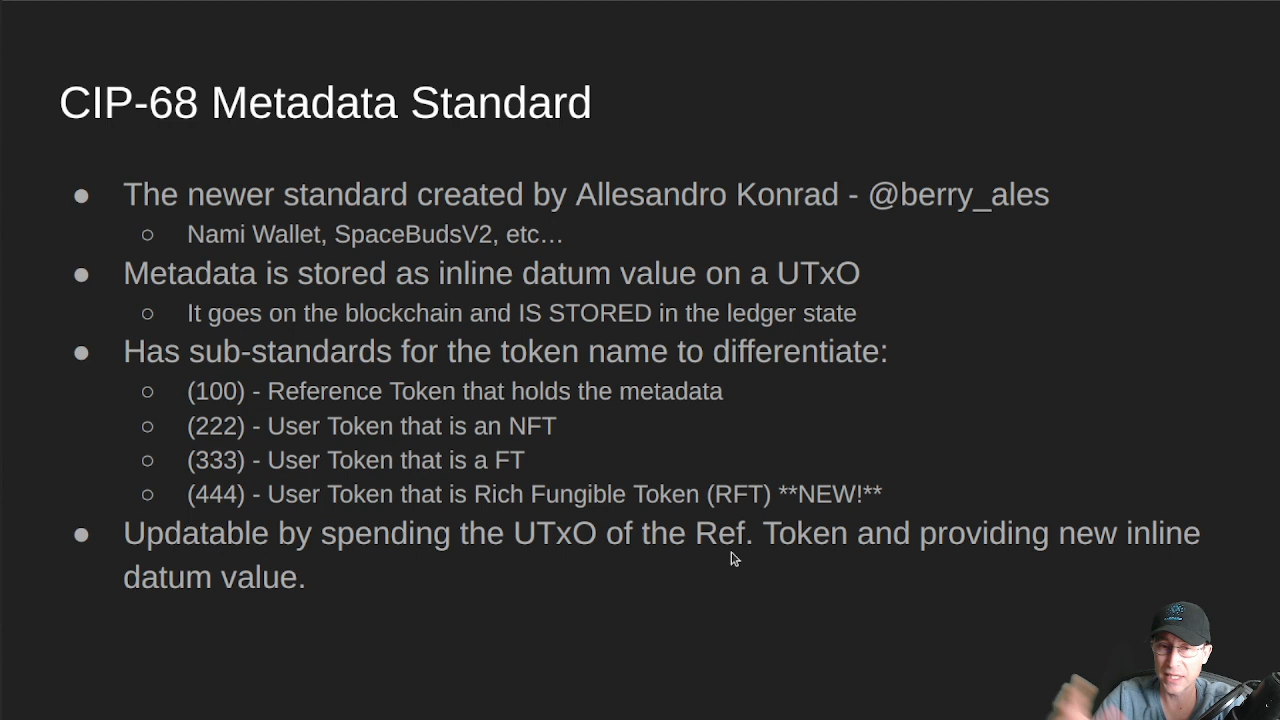 CIP-68 Metadata Standard
● The newer standard created by Allesandro Konrad - @berry_ales
○ Nami Wallet, SpaceBudsV2, etc…
● Metadata is stored as inline datum value on a UTxO
○ It goes on the blockchain and IS STORED in the ledger state
● Has sub-standards for the token name to differentiate:
○ (100) - Reference Token that holds the metadata
○ (222) - User Token that is an NFT
○ (333) - User Token that is a FT
○ (444) - User Token that is Rich Fungible Token (RFT) **NEW!**
● Updatable by spending the UTxO of the Ref. Token and providing new inline
datum value.